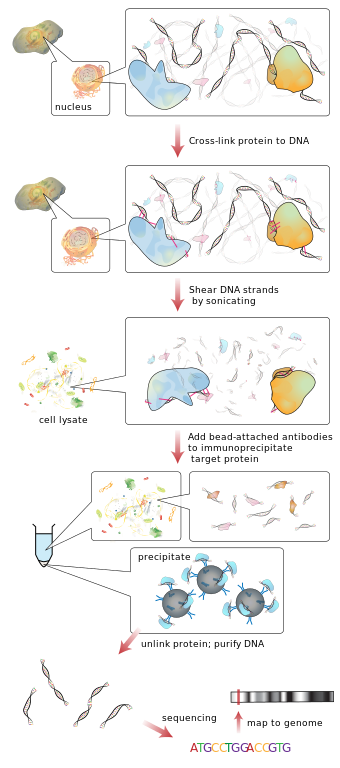 nucleus
Cross-link protein to DNA
Shear DNA strands
by sonicating
cell lysate
Add bead-attached antibodies
to immunoprecipitate
target protein
precipitate
unlink protein; purify DNA
sequencing
map to genome
ATGCCTGGACCGTG